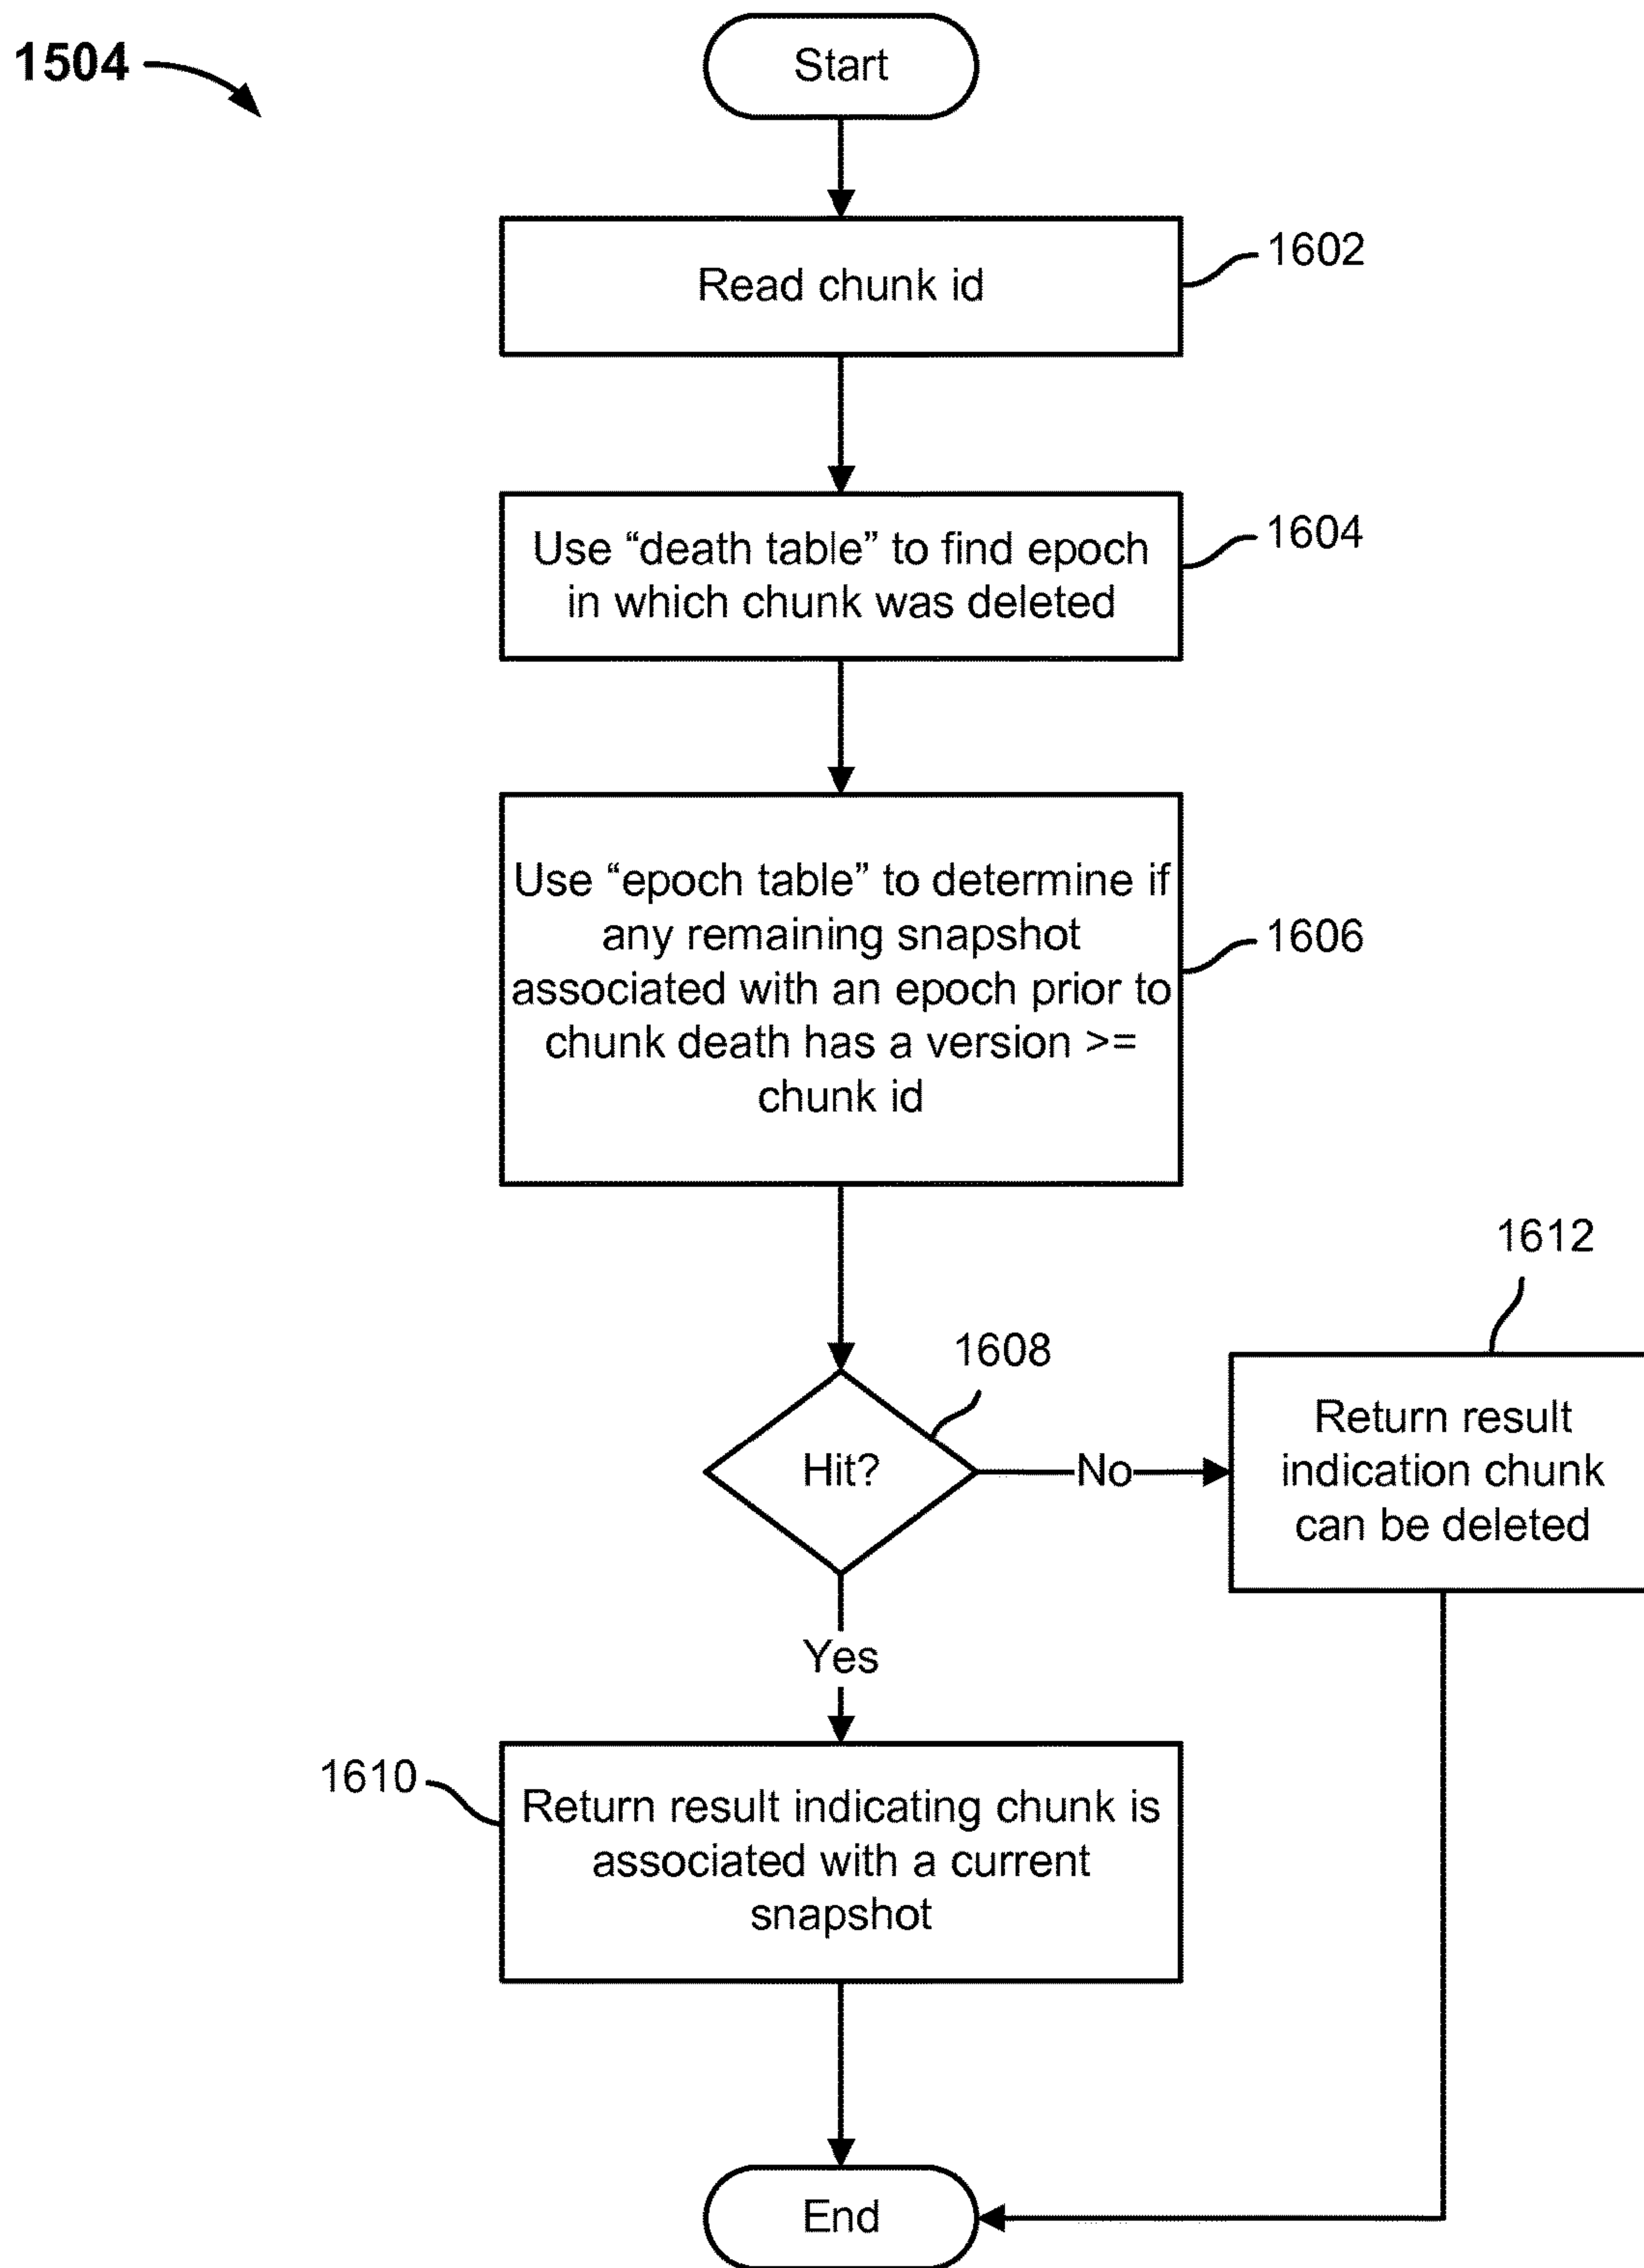 1504
Start
Read chunk id
1602
Use “death table” to find epoch
in which chunk was deleted
1604
Use “epoch table” to determine if
any remaining snapshot
associated with an epoch prior to
chunk death has a version >=
chunk id
1606
1608
Hit?
No
1612
Return result
indication chunk
can be deleted
Yes
1610
Return result indicating chunk is
associated with a current
snapshot
End